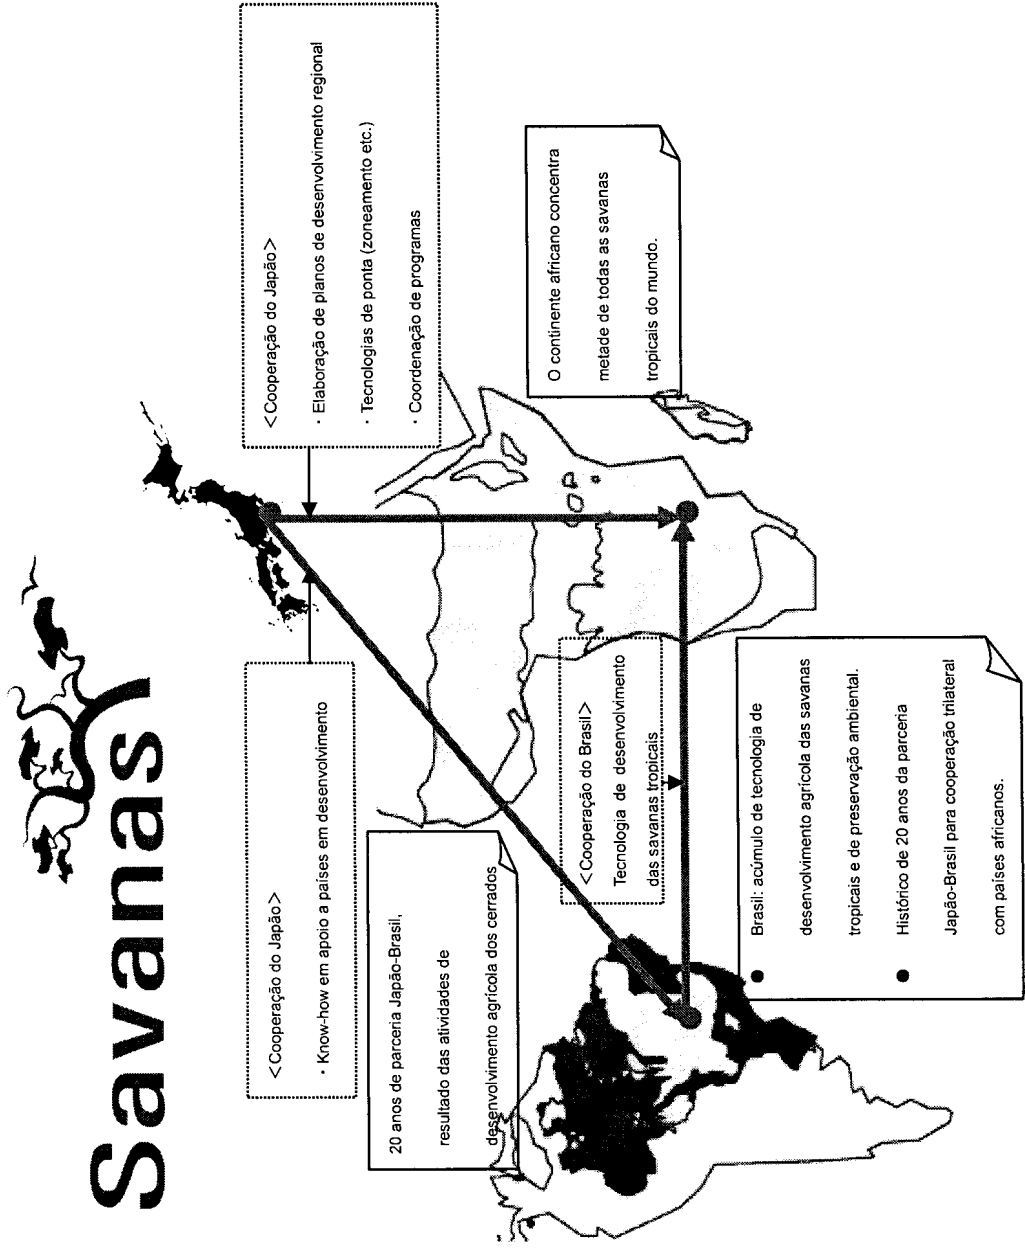 Savanas
<Cooperação do Japão>
· Know-how em apoio a países em desenvolvimento
<Cooperação do Japão>
· Elaboração de planos de desenvolvimento regional
· Tecnologias de ponta (zoneamento etc.)
· Coordenação de programas
20 anos de parceria Japão-Brasil,
resultado das atividades de
desenvolvimento agrícola dos cerrados
O continente africano concentra
metade de todas as savanas
tropicais do mundo.
<Cooperação do Brasil>
Tecnologia de desenvolvimento
das savanas tropicais
● Brasil: acúmulo de tecnologia de
desenvolvimento agrícola das savanas
tropicais e de preservação ambiental.
● Histórico de 20 anos da parceria
Japão-Brasil para cooperação trilateral
com países africanos.